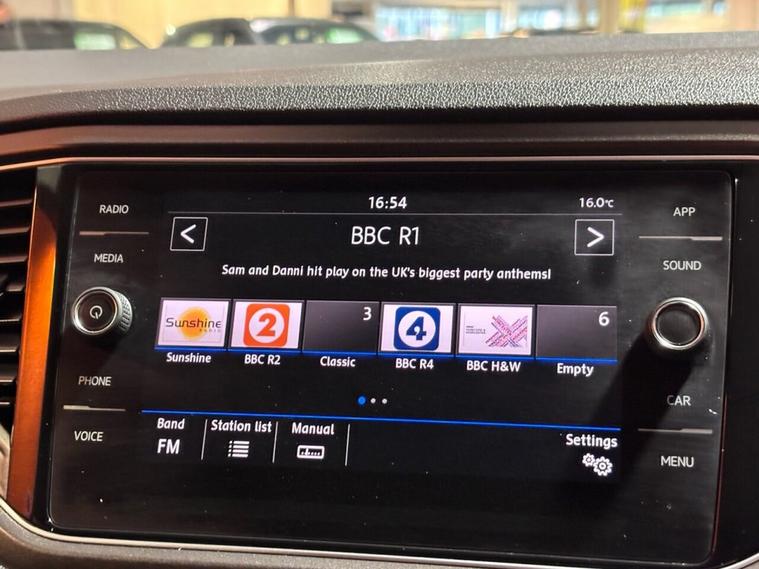 16:54
16.0°C
RADIO
APP
< BBC R1 >
MEDIA
SOUND
Sam and Danni hit play on the UK's biggest party anthems!
Sunshine
RADIO
2
3
4
6
Sunshine
BBC R2
Classic
BBC R4
BBC H&W
Empty
PHONE
CAR
VOICE
MENU
Band
FM
Station list
Manual
Settings